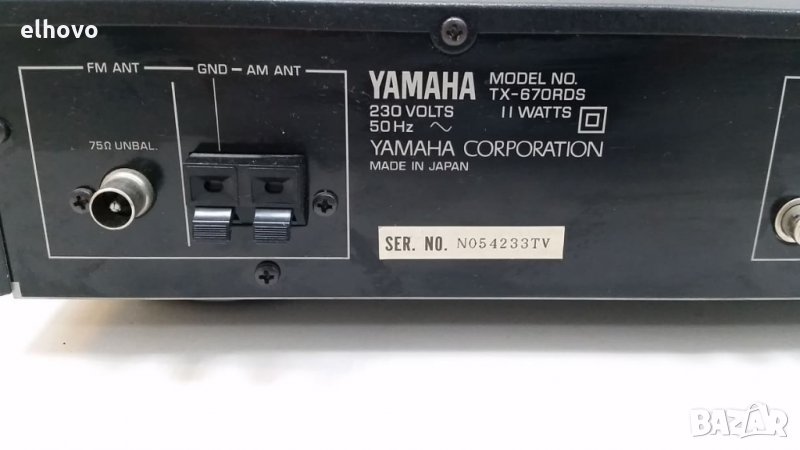 elhovo
FM ANT
GND — AM ANT
75Ω UNBAL.
YAMAHA
MODEL NO.
TX-670RDS
230 VOLTS
11 WATTS
50Hz ~
YAMAHA CORPORATION
MADE IN JAPAN
SER. NO. N054233TV
BAZAR